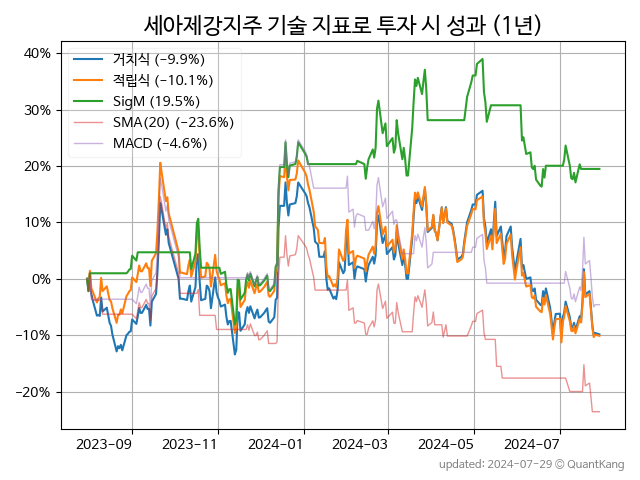 세아제강지주 기술 지표로 투자 시 성과 (1년)
40%
30%
20%
10%
0%
−10%
−20%
거치식 (−9.9%)
적립식 (−10.1%)
SigM (19.5%)
SMA(20) (−23.6%)
MACD (−4.6%)
2023-09 2023-11 2024-01 2024-03 2024-05 2024-07
updated: 2024-07-29 © QuantKang